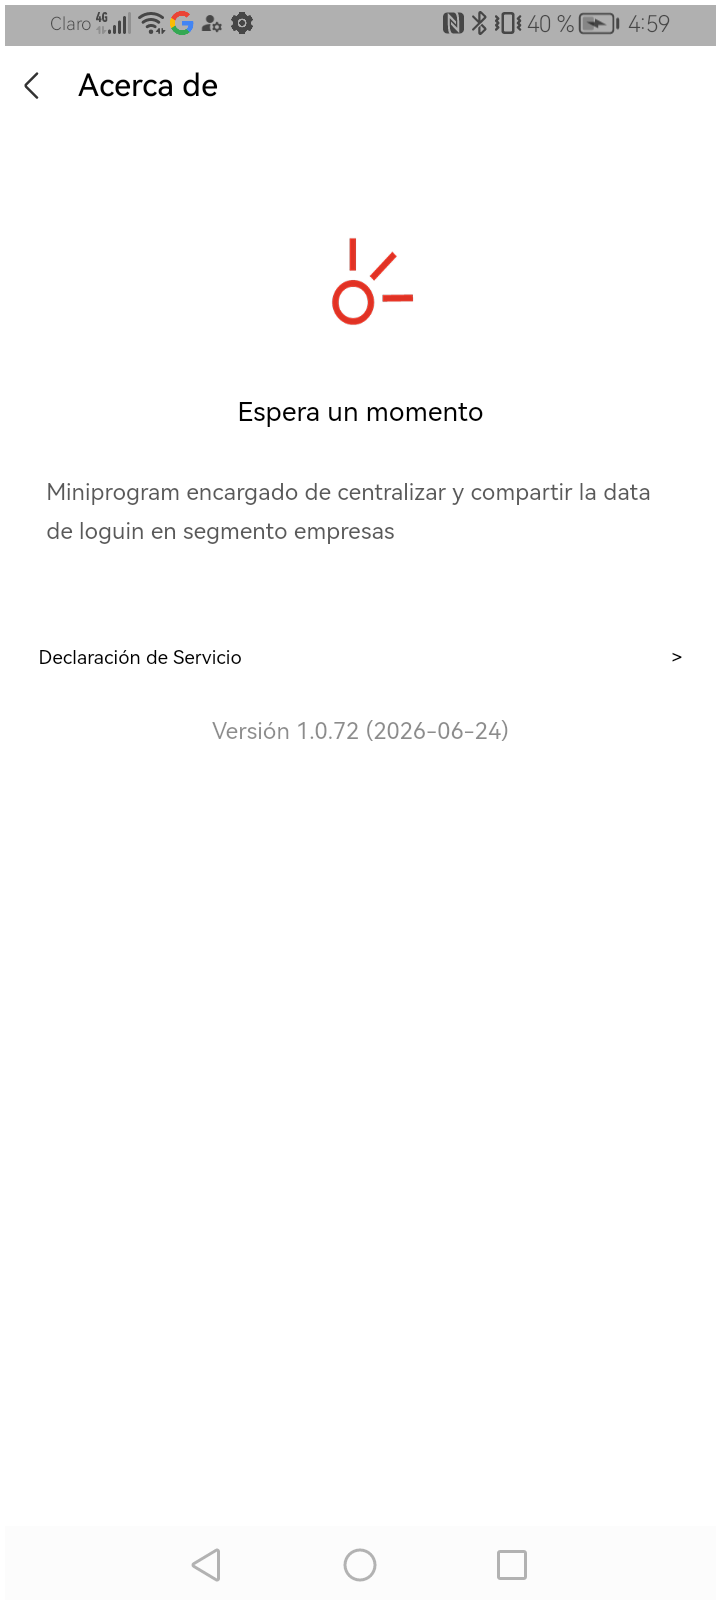 Claro 4G 40 % 4:59
Acerca de
Espera un momento
Miniprogram encargado de centralizar y compartir la data
de loguin en segmento empresas
Declaración de Servicio >
Versión 1.0.72 (2026-06-24)